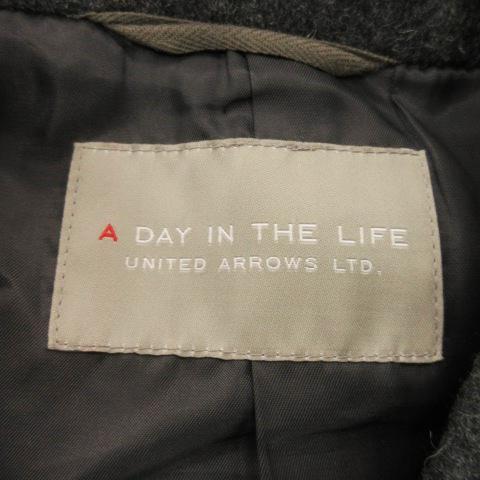 A DAY IN THE LIFE
UNITED ARROWS LTD.